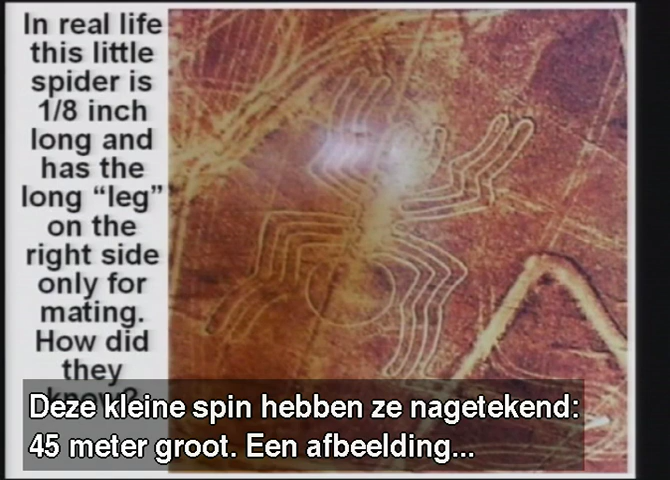 In real life
this little
spider is
1/8 inch
long and
has the
long “leg”
on the
right side
only for
mating.
How did
they
know?
Deze kleine spin hebben ze nagetekend:
45 meter groot. Een afbeelding...